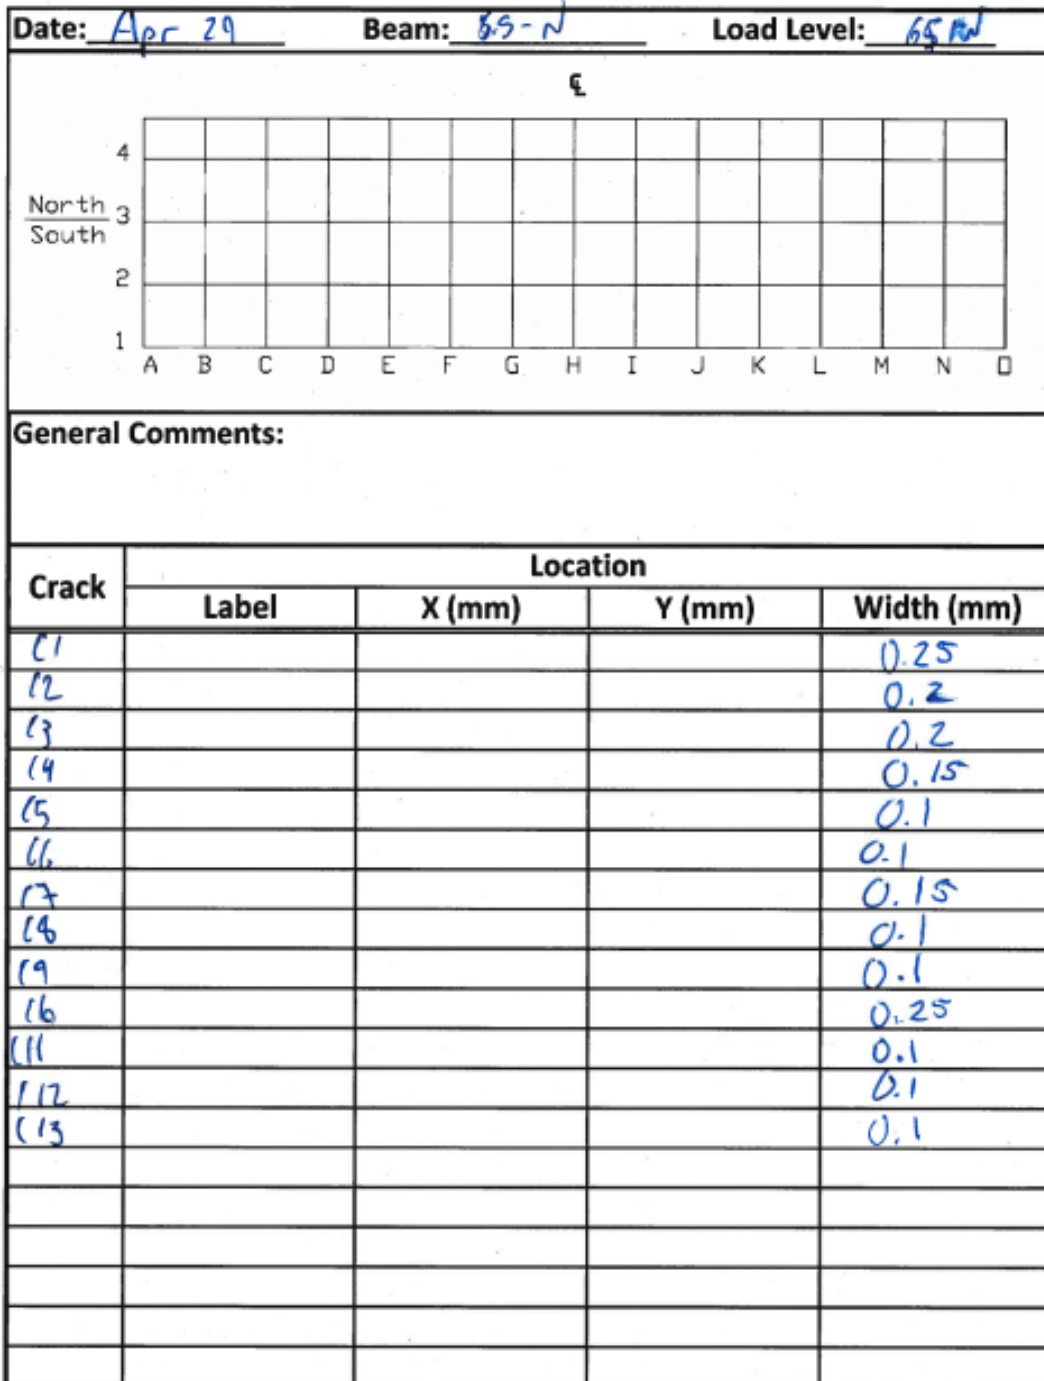 Date: Apr 29 Beam: B.S-N Load Level: 65 kN
℄
4
North 3
South
2
1
A B C D E F G H I J K L M N O
General Comments:
Crack Location
Label X (mm) Y (mm) Width (mm)
C1 0.25
C2 0.2
C3 0.2
C4 0.15
C5 0.1
C6 0.1
C7 0.15
C8 0.1
C9 0.1
C10 0.25
C11 0.1
C12 0.1
C13 0.1